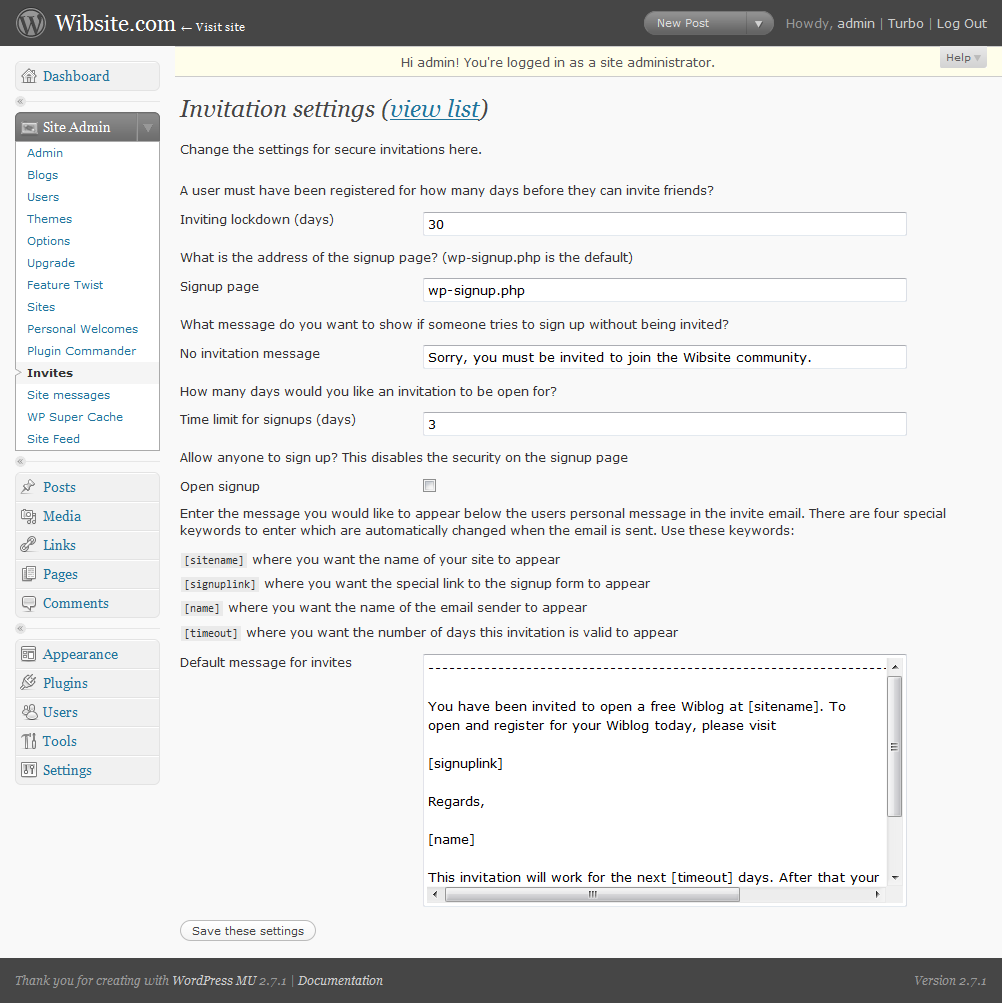 Wibsite.com ← Visit site
New Post
Howdy, admin | Turbo | Log Out
Hi admin! You're logged in as a site administrator.
Help
Dashboard
Site Admin
Admin
Blogs
Users
Themes
Options
Upgrade
Feature Twist
Sites
Personal Welcomes
Plugin Commander
Invites
Site messages
WP Super Cache
Site Feed
Posts
Media
Links
Pages
Comments
Appearance
Plugins
Users
Tools
Settings
Invitation settings (view list)
Change the settings for secure invitations here.
A user must have been registered for how many days before they can invite friends?
Inviting lockdown (days)
30
What is the address of the signup page? (wp-signup.php is the default)
Signup page
wp-signup.php
What message do you want to show if someone tries to sign up without being invited?
No invitation message
Sorry, you must be invited to join the Wibsite community.
How many days would you like an invitation to be open for?
Time limit for signups (days)
3
Allow anyone to sign up? This disables the security on the signup page
Open signup
Enter the message you would like to appear below the users personal message in the invite email. There are four special
keywords to enter which are automatically changed when the email is sent. Use these keywords:
[sitename] where you want the name of your site to appear
[signuplink] where you want the special link to the signup form to appear
[name] where you want the name of the email sender to appear
[timeout] where you want the number of days this invitation is valid to appear
Default message for invites
You have been invited to open a free Wiblog at [sitename]. To
open and register for your Wiblog today, please visit
[signuplink]
Regards,
[name]
This invitation will work for the next [timeout] days. After that your
Save these settings
Thank you for creating with WordPress MU 2.7.1 | Documentation
Version 2.7.1